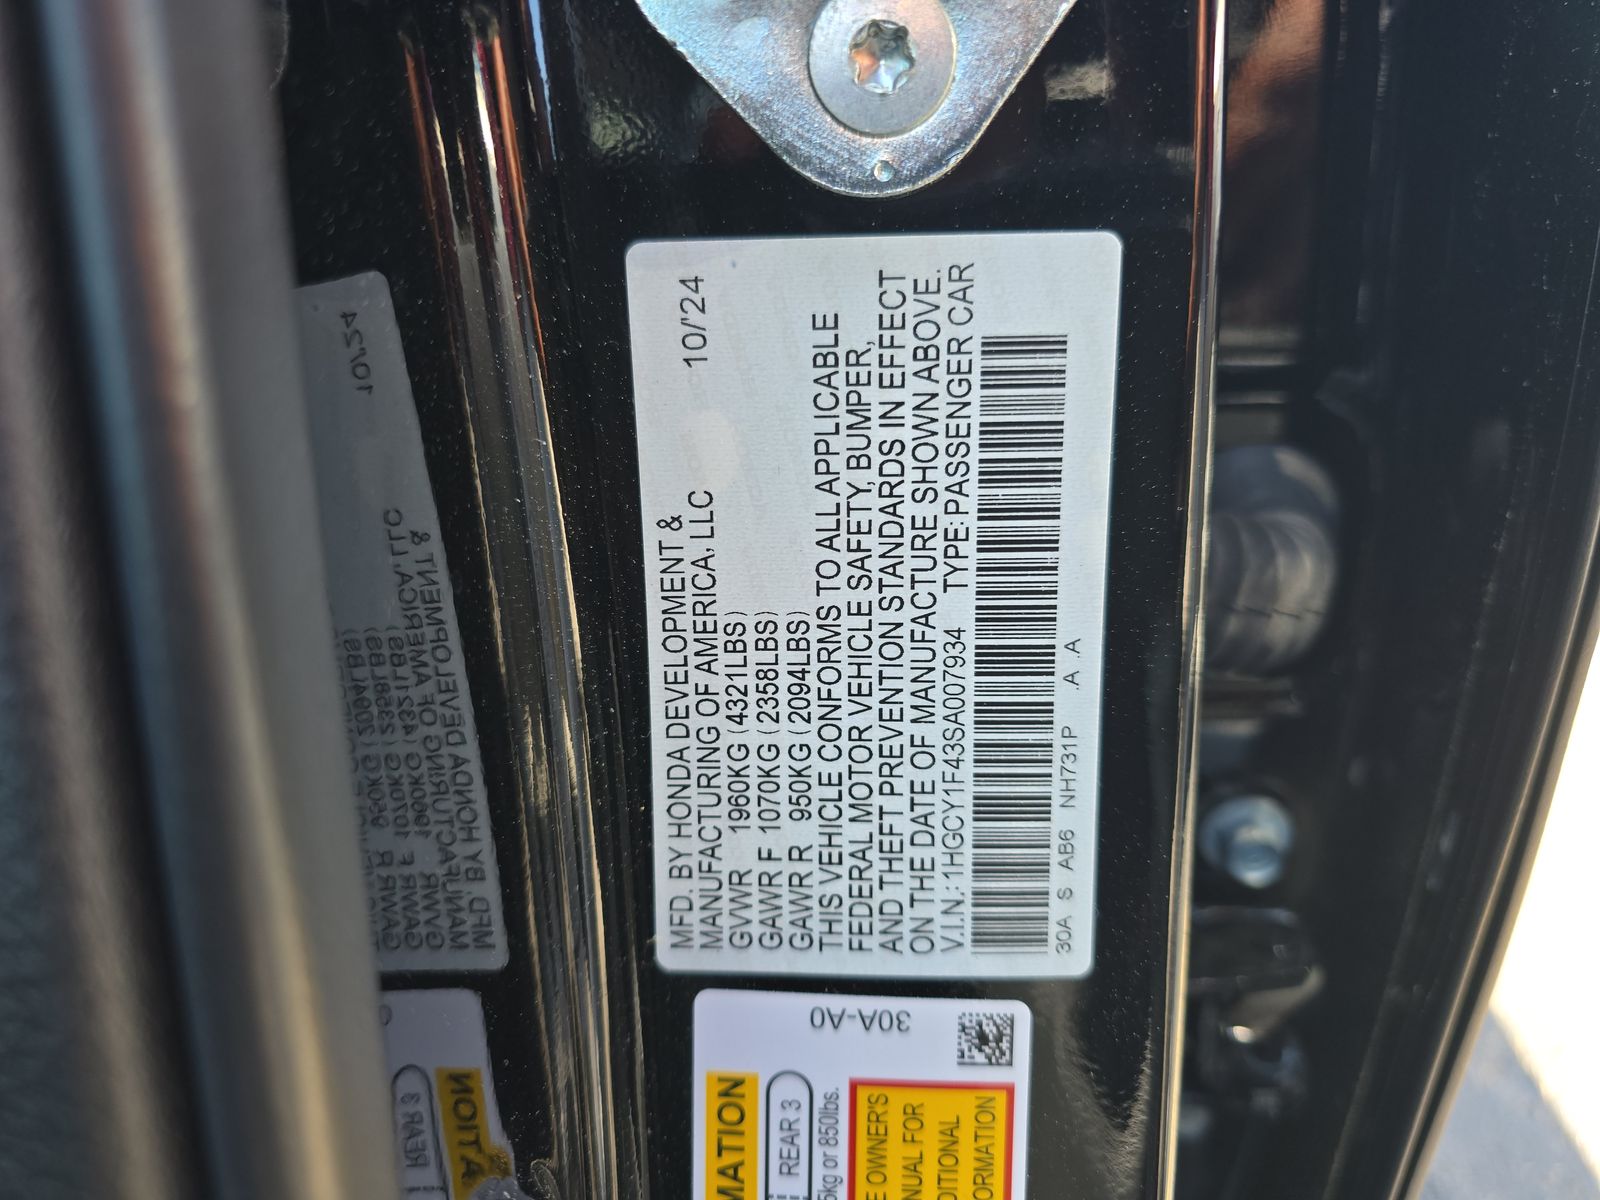 MFD. BY HONDA DEVELOPMENT &
MANUFACTURING OF AMERICA, LLC 10/'24
GVWR 1960KG (4321LBS)
GAWR F 1070KG (2358LBS)
GAWR R 950KG (2094LBS)
THIS VEHICLE CONFORMS TO ALL APPLICABLE
FEDERAL MOTOR VEHICLE SAFETY, BUMPER,
AND THEFT PREVENTION STANDARDS IN EFFECT
ON THE DATE OF MANUFACTURE SHOWN ABOVE.
V.I.N.: 1HGCY1F43SA007934 TYPE: PASSENGER CAR
30A S AB6 NH731P .A .A
30A-A0
MATION
REAR 3
5kg or 850lbs.
E OWNER'S
NUAL FOR
DITIONAL
ORMATION